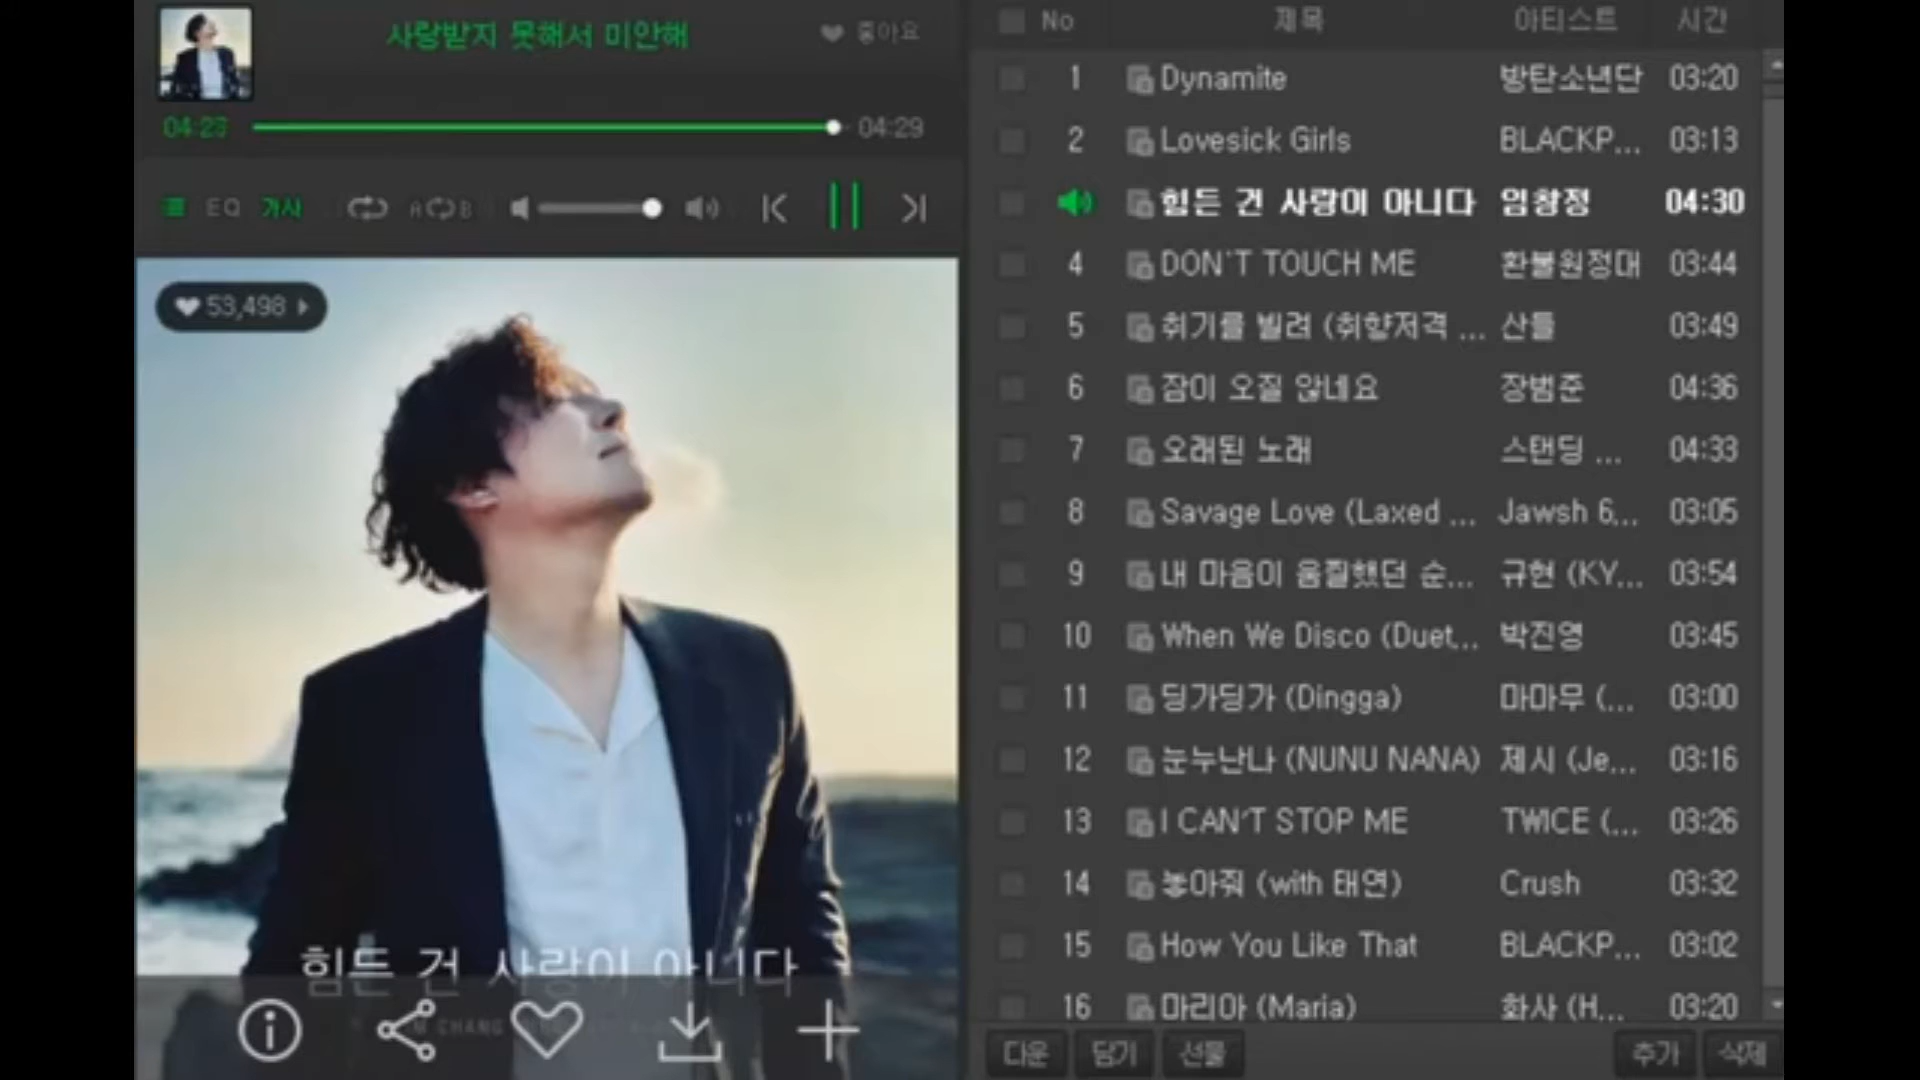 사랑받지 못해서 미안해
좋아요
04:23
04:29
EQ 가사 A B
53,498
힘든 건 사랑이 아니다
No 제목 아티스트 시간
1 Dynamite 방탄소년단 03:20
2 Lovesick Girls BLACKP... 03:13
힘든 건 사랑이 아니다 임창정 04:30
4 DON'T TOUCH ME 환불원정대 03:44
5 취기를 빌려 (취향저격 ... 산들 03:49
6 잠이 오질 않네요 장범준 04:36
7 오래된 노래 스탠딩 ... 04:33
8 Savage Love (Laxed ... Jawsh 6... 03:05
9 내 마음이 움찔했던 순... 규현 (KY... 03:54
10 When We Disco (Duet... 박진영 03:45
11 딩가딩가 (Dingga) 마마무 (... 03:00
12 눈누난나 (NUNU NANA) 제시 (Je... 03:16
13 I CAN'T STOP ME TWICE (... 03:26
14 놓아줘 (with 태연) Crush 03:32
15 How You Like That BLACKP... 03:02
16 마리아 (Maria) 화사 (H... 03:20
다운 담기 선물 추가 삭제